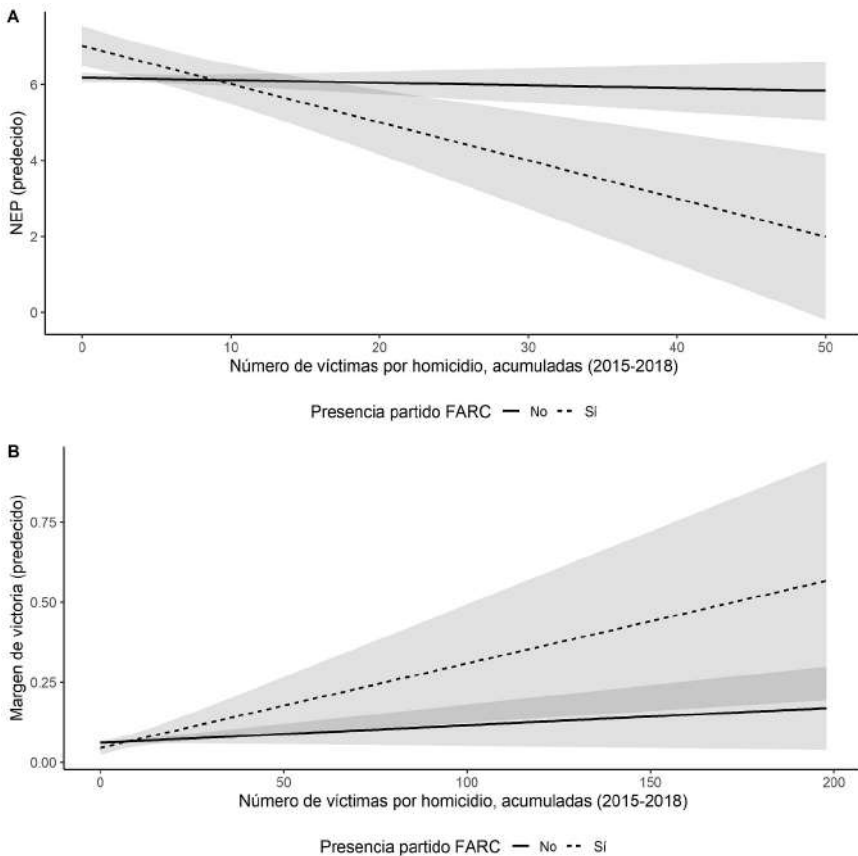 A
NEP (predecido)
6
4
2
0
0 10 20 30 40 50
Número de víctimas por homicidio, acumuladas (2015-2018)
Presencia partido FARC No Sí
B
Margen de victoria (predecido)
0.75
0.50
0.25
0.00
0 50 100 150 200
Número de víctimas por homicidio, acumuladas (2015-2018)
Presencia partido FARC No Sí